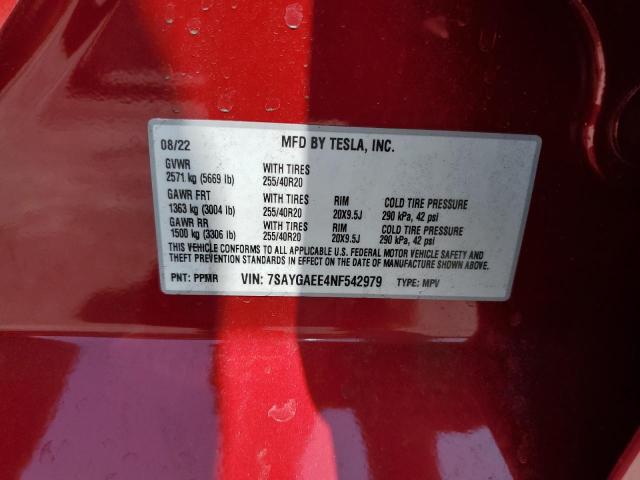 08/22 MFD BY TESLA, INC.
GVWR WITH TIRES
2571 kg (5669 lb) 255/40R20
GAWR FRT WITH TIRES RIM COLD TIRE PRESSURE
1363 kg (3004 lb) 255/40R20 20X9.5J 290 kPa, 42 psi
GAWR RR WITH TIRES RIM COLD TIRE PRESSURE
1500 kg (3306 lb) 255/40R20 20X9.5J 290 kPa, 42 psi
THIS VEHICLE CONFORMS TO ALL APPLICABLE U.S. FEDERAL MOTOR VEHICLE SAFETY AND
THEFT PREVENTION STANDARDS IN EFFECT ON THE DATE OF MANUFACTURE SHOWN ABOVE.
PNT: PPMR VIN: 7SAYGAEE4NF542979 TYPE: MPV